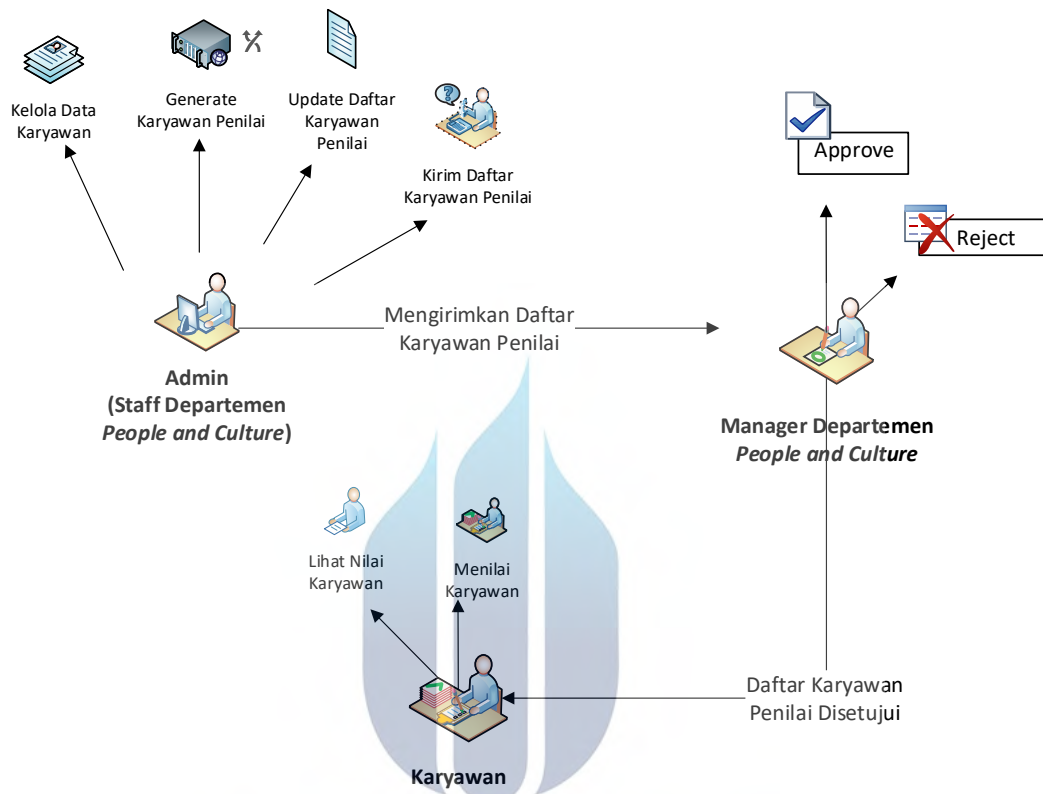 Kelola Data
Karyawan
Generate
Karyawan Penilai
Update Daftar
Karyawan
Penilai
Kirim Daftar
Karyawan Penilai
Approve
Reject
Mengirimkan Daftar
Karyawan Penilai
Admin
(Staff Departemen
People and Culture)
Manager Departemen
People and Culture
Lihat Nilai
Karyawan
Menilai
Karyawan
Daftar Karyawan
Penilai Disetujui
Karyawan